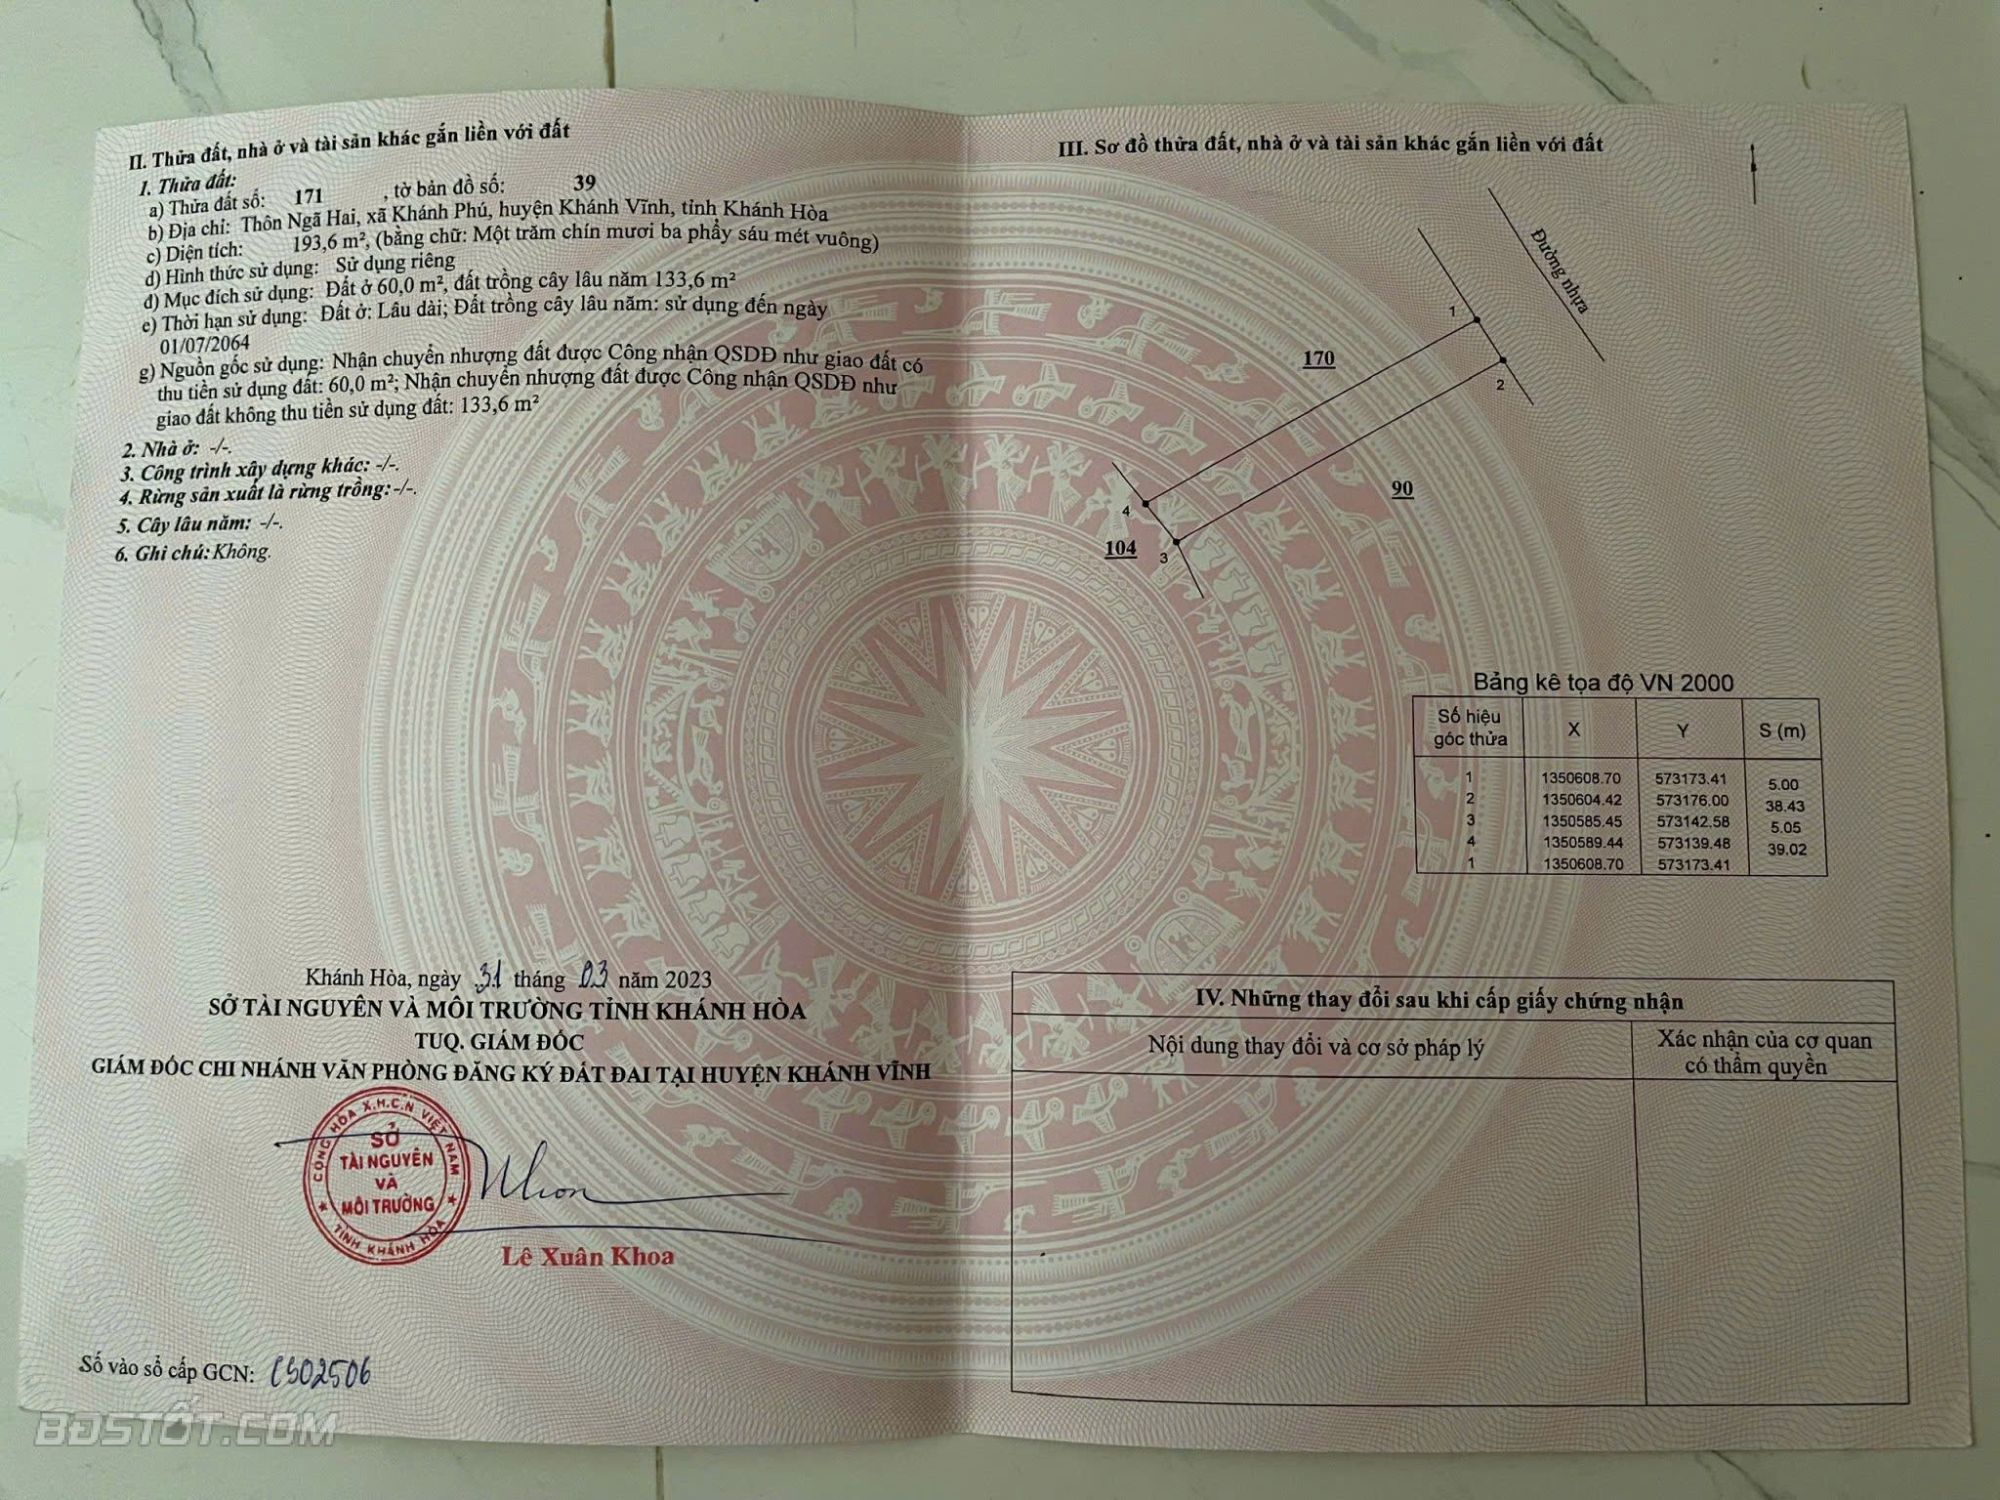 II. Thửa đất, nhà ở và tài sản khác gắn liền với đất
1. Thửa đất:
a) Thửa đất số: 171 , tờ bản đồ số: 39
b) Địa chỉ: Thôn Ngã Hai, xã Khánh Phú, huyện Khánh Vĩnh, tỉnh Khánh Hòa
c) Diện tích: 193,6 m², (bằng chữ: Một trăm chín mươi ba phẩy sáu mét vuông)
d) Hình thức sử dụng: Sử dụng riêng
đ) Mục đích sử dụng: Đất ở 60,0 m², đất trồng cây lâu năm 133,6 m²
e) Thời hạn sử dụng: Đất ở: Lâu dài; Đất trồng cây lâu năm: sử dụng đến ngày
01/07/2064
g) Nguồn gốc sử dụng: Nhận chuyển nhượng đất được Công nhận QSDĐ như giao đất có
thu tiền sử dụng đất: 60,0 m²; Nhận chuyển nhượng đất được Công nhận QSDĐ như
giao đất không thu tiền sử dụng đất: 133,6 m²
2. Nhà ở: -/-.
3. Công trình xây dựng khác: -/-.
4. Rừng sản xuất là rừng trồng:-/-.
5. Cây lâu năm: -/-.
6. Ghi chú: Không.
Khánh Hòa, ngày 31 tháng 03 năm 2023
SỞ TÀI NGUYÊN VÀ MÔI TRƯỜNG TỈNH KHÁNH HÒA
TUQ. GIÁM ĐỐC
GIÁM ĐỐC CHI NHÁNH VĂN PHÒNG ĐĂNG KÝ ĐẤT ĐAI TẠI HUYỆN KHÁNH VĨNH
CỘNG HÒA X.H.C.N VIỆT NAM
SỞ
TÀI NGUYÊN
VÀ
MÔI TRƯỜNG
TỈNH KHÁNH HÒA
Lê Xuân Khoa
Số vào sổ cấp GCN: CS02506
III. Sơ đồ thửa đất, nhà ở và tài sản khác gắn liền với đất
Đường nhựa
1
170
2
90
4
104
3
Bảng kê tọa độ VN 2000
Số hiệu góc thửa X Y S (m)
1 1350608.70 573173.41
5.00
2 1350604.42 573176.00
38.43
3 1350585.45 573142.58
5.05
4 1350589.44 573139.48
39.02
1 1350608.70 573173.41
IV. Những thay đổi sau khi cấp giấy chứng nhận
Nội dung thay đổi và cơ sở pháp lý
Xác nhận của cơ quan
có thẩm quyền
BĐSTỐT.COM